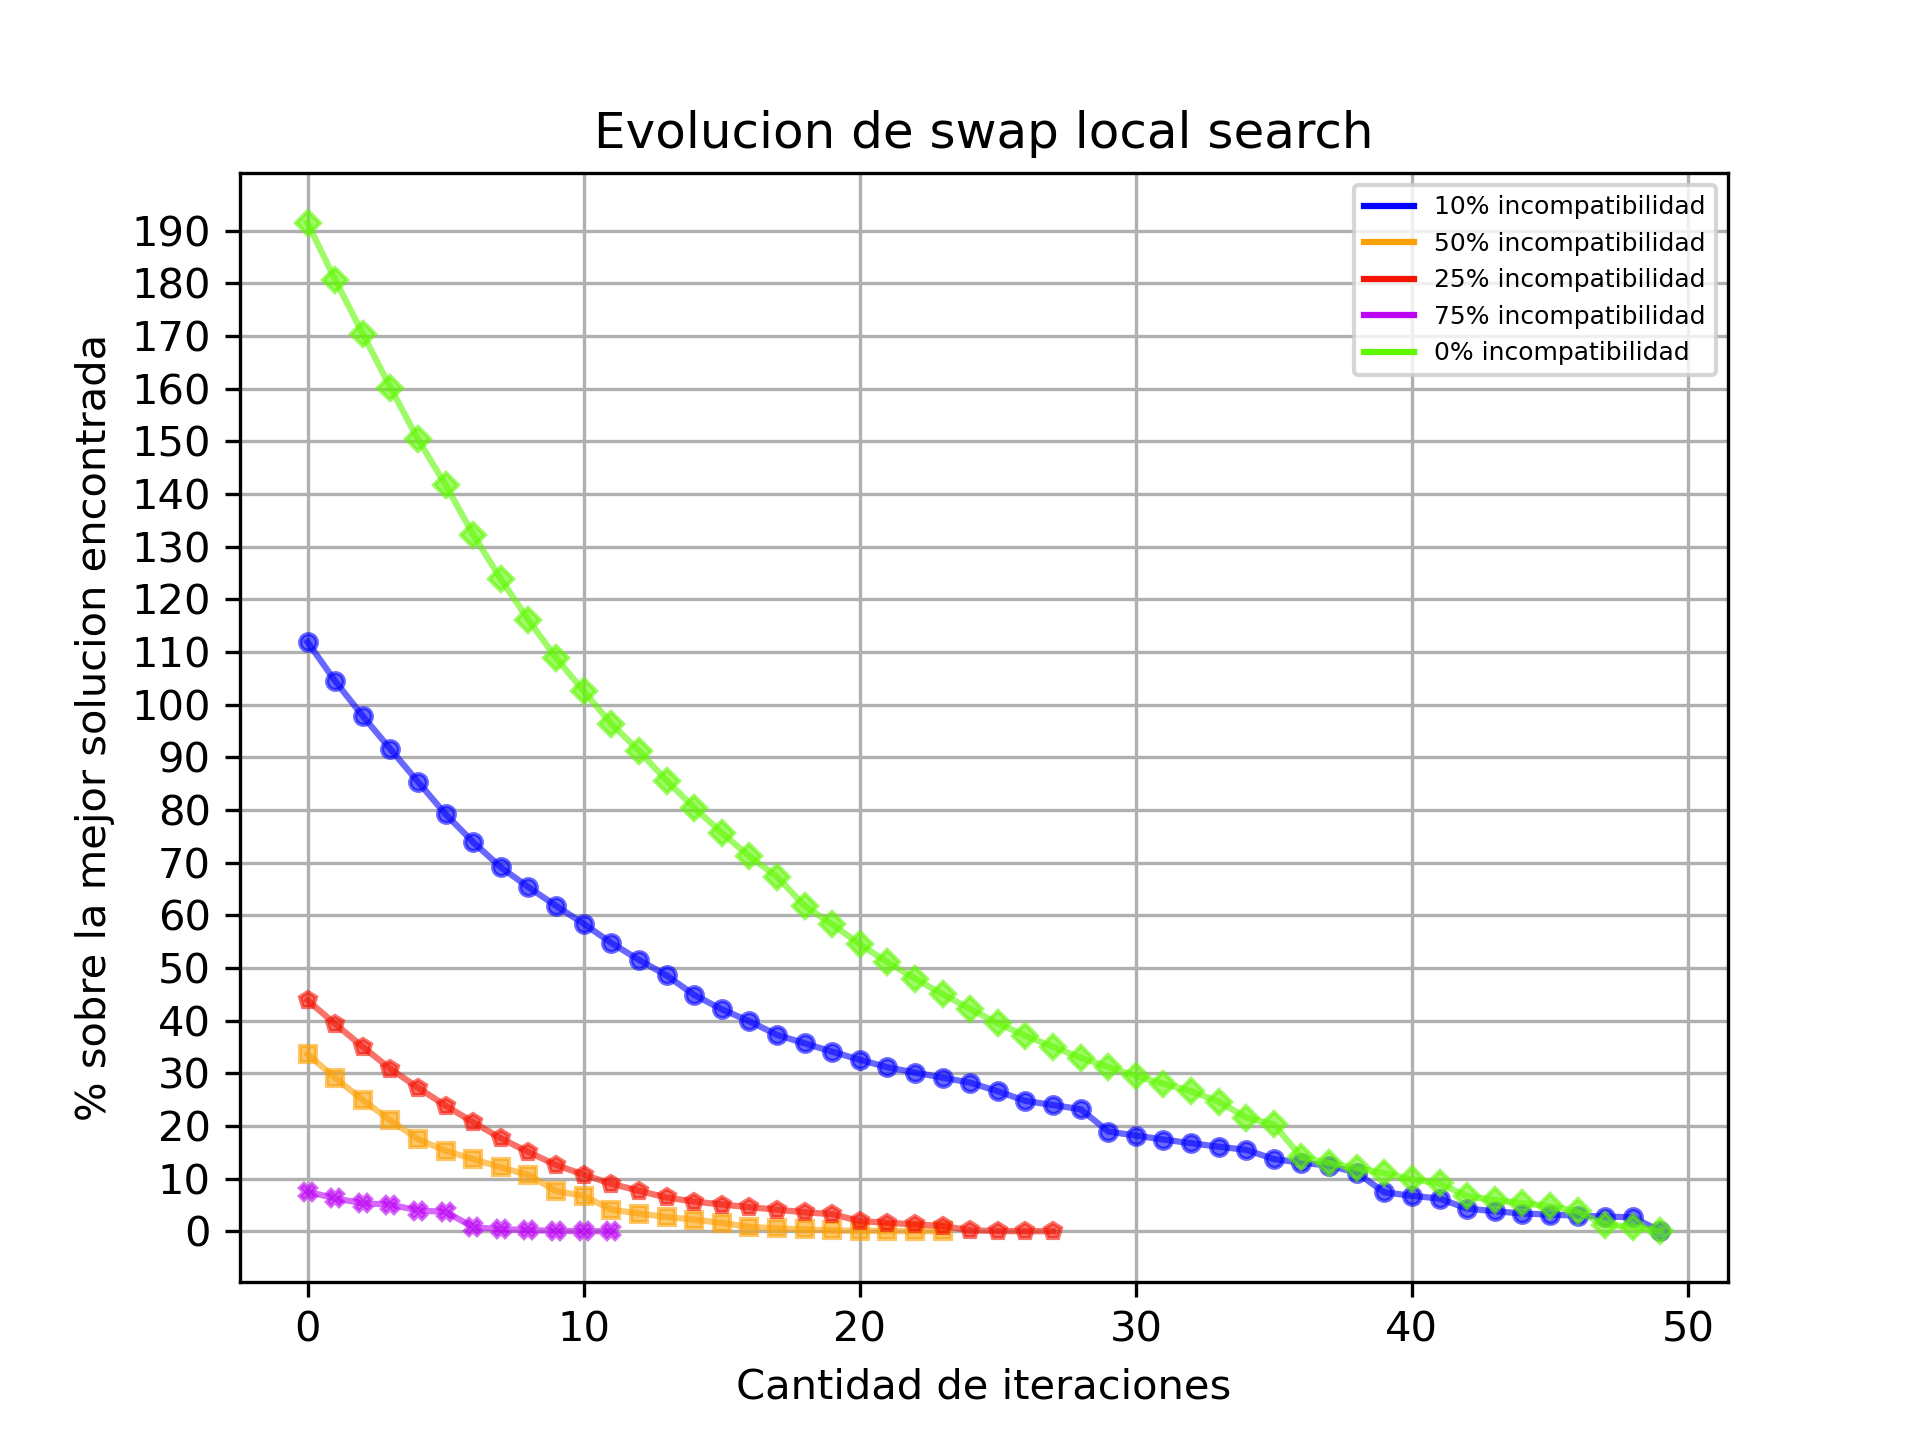 Evolucion de swap local search
10% incompatibilidad
50% incompatibilidad
25% incompatibilidad
75% incompatibilidad
0% incompatibilidad
% sobre la mejor solucion encontrada
190
180
170
160
150
140
130
120
110
100
90
80
70
60
50
40
30
20
10
0
0 10 20 30 40 50
Cantidad de iteraciones